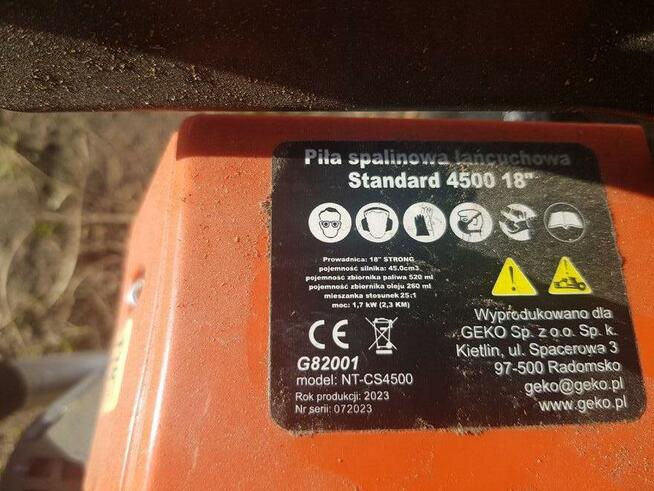 Piła spalinowa łańcuchowa
Standard 4500 18"
Prowadnica: 18" STRONG
pojemność silnika: 45.0cm3
pojemność zbiornika paliwa 520 ml
pojemność zbiornika oleju 260 ml
mieszanka stosunek 25:1
moc: 1,7 kW (2,3 KM)
CE
G82001
model: NT-CS4500
Rok produkcji: 2023
Nr serii: 072023
Wyprodukowano dla
GEKO Sp. z o.o. Sp. k.
Kietlin, ul. Spacerowa 3
97-500 Radomsko
geko@geko.pl
www.geko.pl